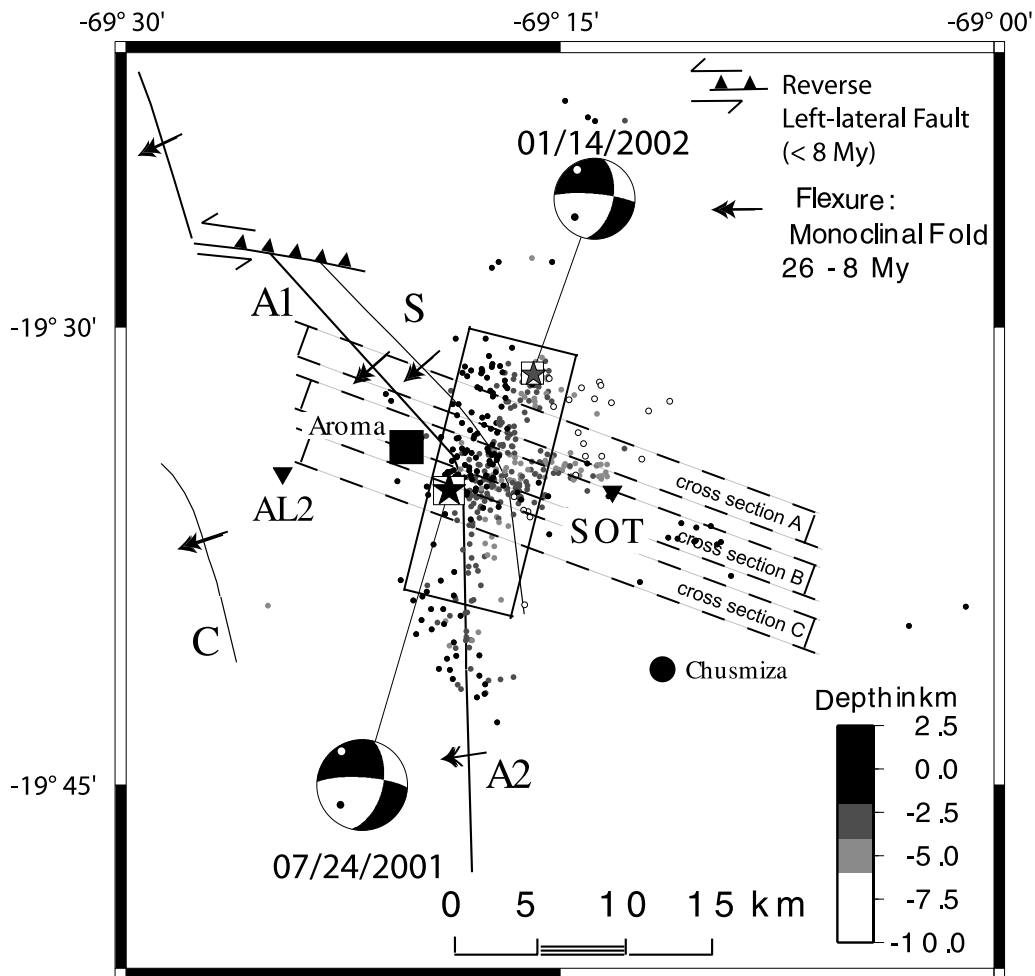 -69° 30'
-69° 15'
-69° 00'
Reverse
Left-lateral Fault
(< 8 My)
01/14/2002
Flexure:
Monoclinal Fold
26 - 8 My
A1
S
-19° 30'
Aroma
AL2
SOT
cross section A
cross section B
cross section C
C
Chusmiza
Depthinkm
2.5
0.0
-2.5
-5.0
-7.5
-10.0
-19° 45'
A2
07/24/2001
0 5 10 15 km